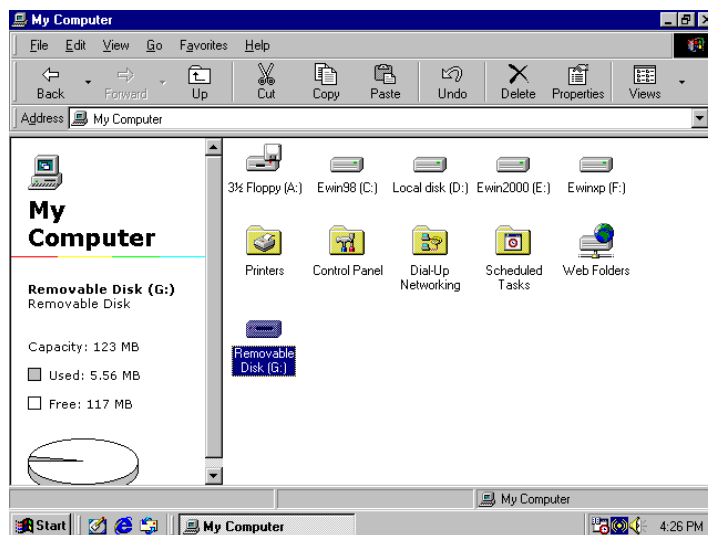 My Computer
File Edit View Go Favorites Help
Back Forward Up Cut Copy Paste Undo Delete Properties Views
Address My Computer
3½ Floppy (A:) Ewin98 (C:) Local disk (D:) Ewin2000 (E:) Ewinxp (F:)
My
Computer
Printers Control Panel Dial-Up
Networking Scheduled
Tasks Web Folders
Removable Disk (G:)
Removable Disk
Removable
Disk (G:)
Capacity: 123 MB
Used: 5.56 MB
Free: 117 MB
My Computer
Start My Computer 4:26 PM